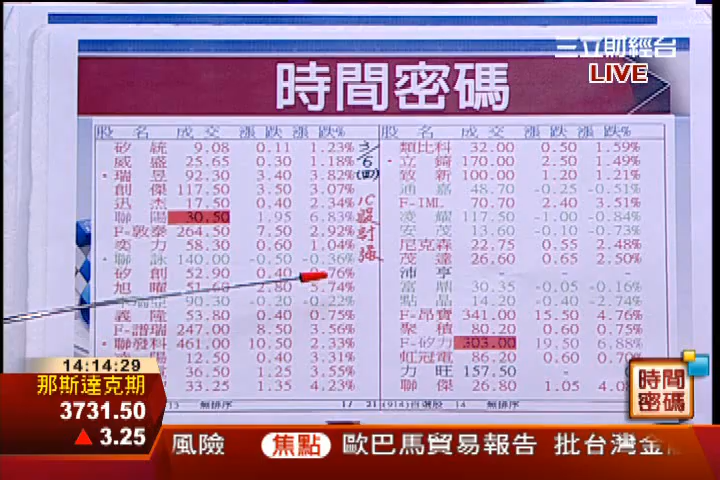 三立財經台
LIVE
時間密碼
股名 成交 漲跌 漲跌%
矽統 9.08 0.11 1.23%
威盛 25.65 0.30 1.18%
瑞昱 92.30 3.40 3.82%
創傑 117.50 3.50 3.07%
迅杰 17.50 0.40 2.34%
聯陽 30.50 1.95 6.83%
F-敦泰 264.50 7.50 2.92%
奕力 58.30 0.60 1.04%
聯詠 140.00 -0.50 -0.36%
矽創 52.90 0.40 0.76%
旭曜 2.80 5.74%
90.30 -0.20 -0.22%
義隆 53.80 0.40 0.75%
F-譜瑞 247.00 8.50 3.56%
聯發科 461.00 10.50 2.33%
12.50 0.40 3.31%
36.50 1.25 3.55%
33.25 1.35 4.23%
無排序 1/ 21
3/6(四)
IC設討張
股名 成交 漲跌 漲跌%
類比科 32.00 0.50 1.59%
立錡 170.00 2.50 1.49%
致新 100.00 1.20 1.21%
通嘉 48.70 -0.25 -0.51%
F-IML 70.70 2.40 3.51%
凌耀 117.50 -1.00 -0.84%
安茂 13.60 -0.10 -0.73%
尼克森 22.75 0.55 2.48%
茂達 26.60 0.65 2.50%
沛亨 - - -
富鼎 30.35 -0.05 -0.16%
點晶 14.20 -0.40 -2.74%
F-昂寶 341.00 15.50 4.76%
聚積 80.20 0.60 0.75%
F-矽力 303.00 19.50 6.88%
虹冠電 86.20 0.60 0.70
力旺 157.50 -
聯傑 26.80 1.05
(918)自選股 14 無排序
14:14:29
那斯達克期
3731.50
▲3.25
時間
密碼
風險 焦點 歐巴馬貿易報告 批台灣金